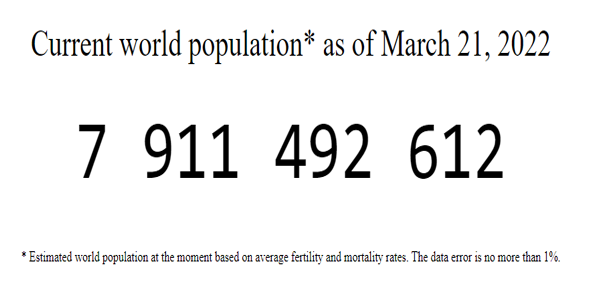 Current world population* as of March 21, 2022
7 911 492 612
* Estimated world population at the moment based on average fertility and mortality rates. The data error is no more than 1%.